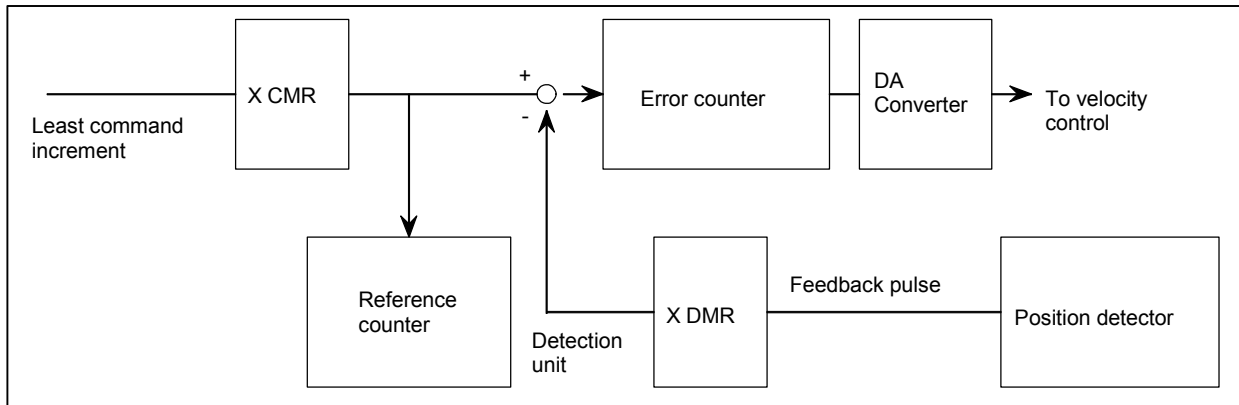 X CMR
+
-
Error counter
DA
Converter
To velocity
control
Least command
increment
Reference
counter
Detection
unit
X DMR
Feedback pulse
Position detector